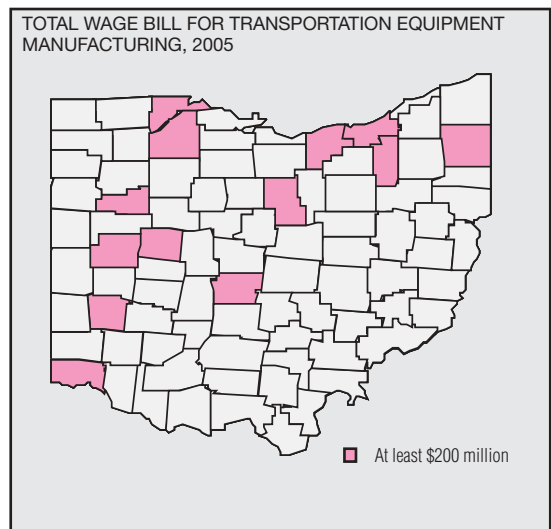 TOTAL WAGE BILL FOR TRANSPORTATION EQUIPMENT
MANUFACTURING, 2005
At least $200 million